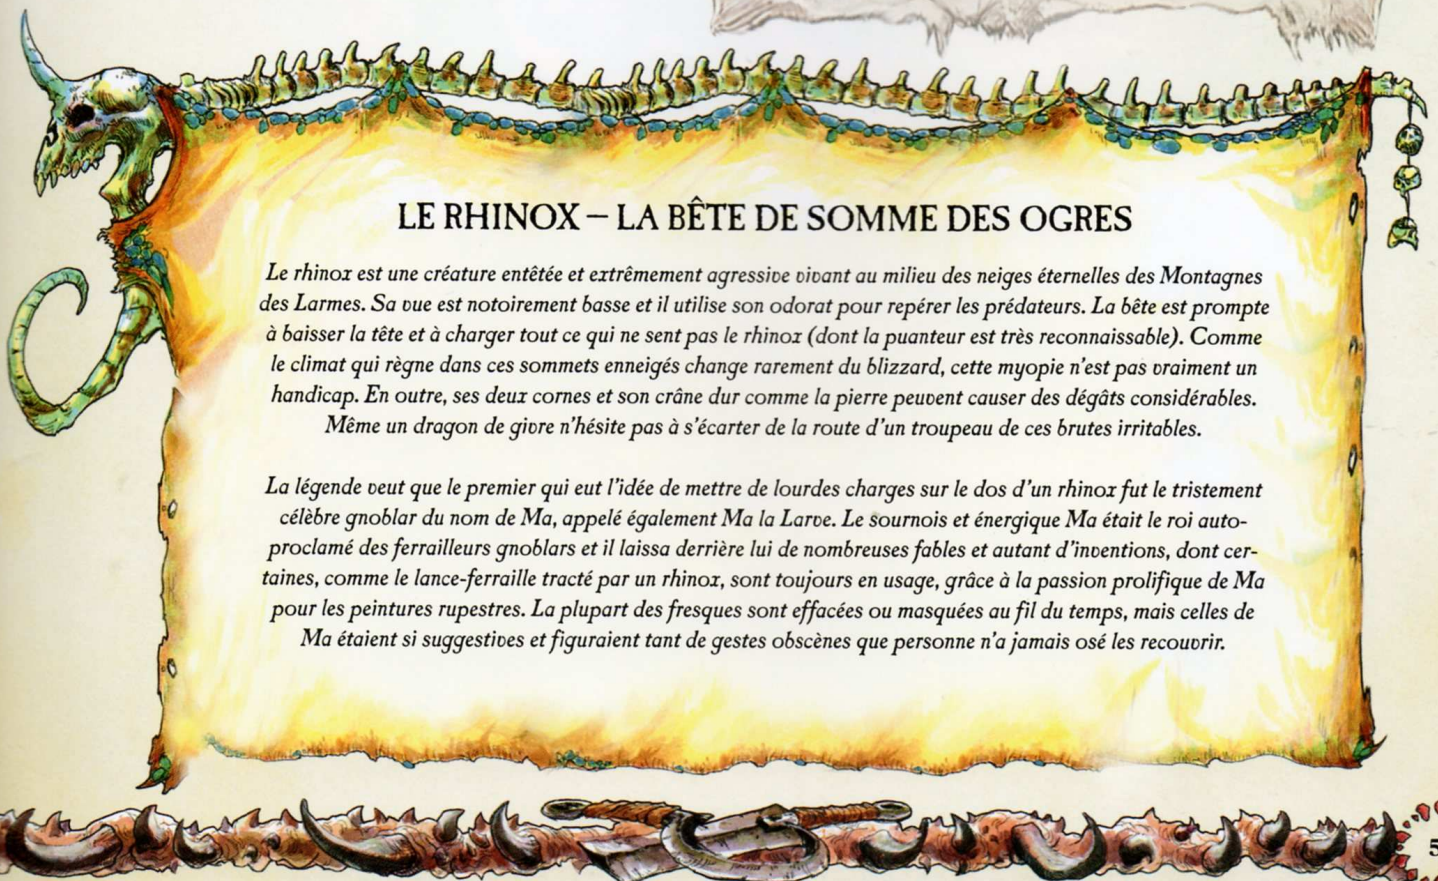 LE RHINOX – LA BÊTE DE SOMME DES OGRES
Le rhinox est une créature entêtée et extrêmement agressive vivant au milieu des neiges éternelles des Montagnes
des Larmes. Sa vue est notoirement basse et il utilise son odorat pour repérer les prédateurs. La bête est prompte
à baisser la tête et à charger tout ce qui ne sent pas le rhinox (dont la puanteur est très reconnaissable). Comme
le climat qui règne dans ces sommets enneigés change rarement du blizzard, cette myopie n'est pas vraiment un
handicap. En outre, ses deux cornes et son crâne dur comme la pierre peuvent causer des dégâts considérables.
Même un dragon de givre n'hésite pas à s'écarter de la route d'un troupeau de ces brutes irritables.
La légende veut que le premier qui eut l'idée de mettre de lourdes charges sur le dos d'un rhinox fut le tristement
célèbre gnoblar du nom de Ma, appelé également Ma la Larve. Le sournois et énergique Ma était le roi auto-
proclamé des ferrailleurs gnoblars et il laissa derrière lui de nombreuses fables et autant d'inventions, dont cer-
taines, comme le lance-ferraille tracté par un rhinox, sont toujours en usage, grâce à la passion prolifique de Ma
pour les peintures rupestres. La plupart des fresques sont effacées ou masquées au fil du temps, mais celles de
Ma étaient si suggestives et figuraient tant de gestes obscènes que personne n'a jamais osé les recouvrir.